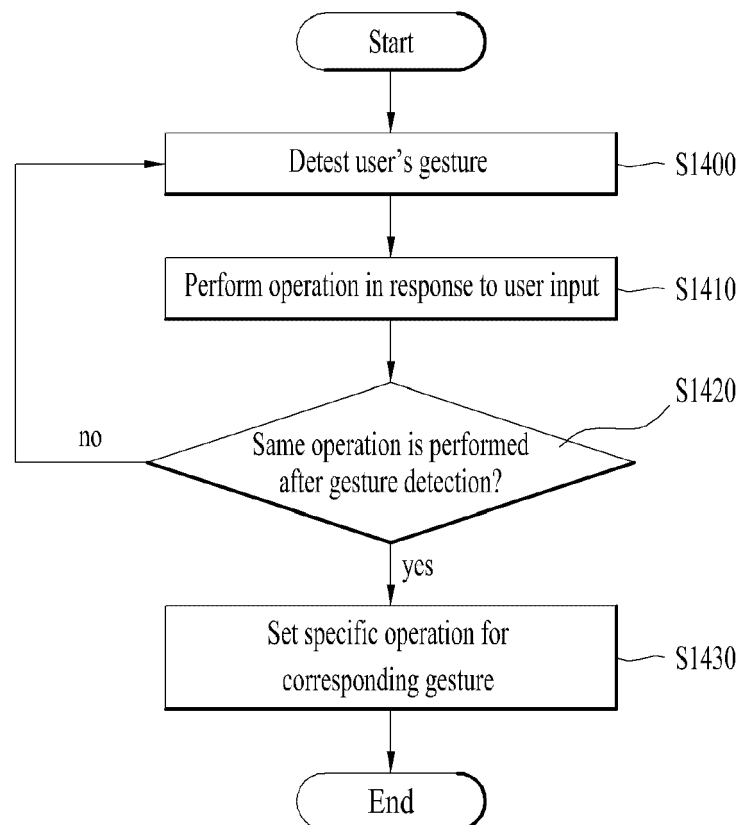 Start
Detest user's gesture
S1400
Perform operation in response to user input
S1410
S1420
Same operation is performed
after gesture detection?
no
yes
Set specific operation for
corresponding gesture
S1430
End